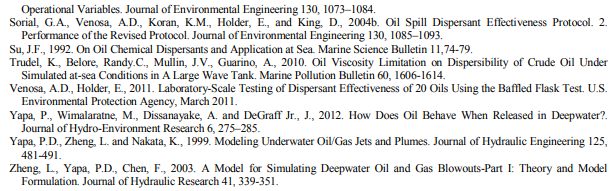 Operational Variables. Journal of Environmental Engineering 130, 1073–1084.
Sorial, G.A., Venosa, A.D., Koran, K.M., Holder, E., and King, D., 2004b. Oil Spill Dispersant Effectiveness Protocol. 2.
Performance of the Revised Protocol. Journal of Environmental Engineering 130, 1085–1093.
Su, J.F., 1992. On Oil Chemical Dispersants and Application at Sea. Marine Science Bulletin 11,74-79.
Trudel, K., Belore, Randy.C., Mullin, J.V., Guarino, A., 2010. Oil Viscosity Limitation on Dispersibility of Crude Oil Under
Simulated at-sea Conditions in A Large Wave Tank. Marine Pollution Bulletin 60, 1606-1614.
Venosa, A.D., Holder, E., 2011. Laboratory-Scale Testing of Dispersant Effectiveness of 20 Oils Using the Baffled Flask Test. U.S.
Environmental Protection Agency, March 2011.
Yapa, P., Wimalaratne, M., Dissanayake, A. and DeGraff Jr., J., 2012. How Does Oil Behave When Released in Deepwater?.
Journal of Hydro-Environment Research 6, 275–285.
Yapa, P.D., Zheng, L. and Nakata, K., 1999. Modeling Underwater Oil/Gas Jets and Plumes. Journal of Hydraulic Engineering 125,
481-491.
Zheng, L., Yapa, P.D., Chen, F., 2003. A Model for Simulating Deepwater Oil and Gas Blowouts-Part I: Theory and Model
Formulation. Journal of Hydraulic Research 41, 339-351.